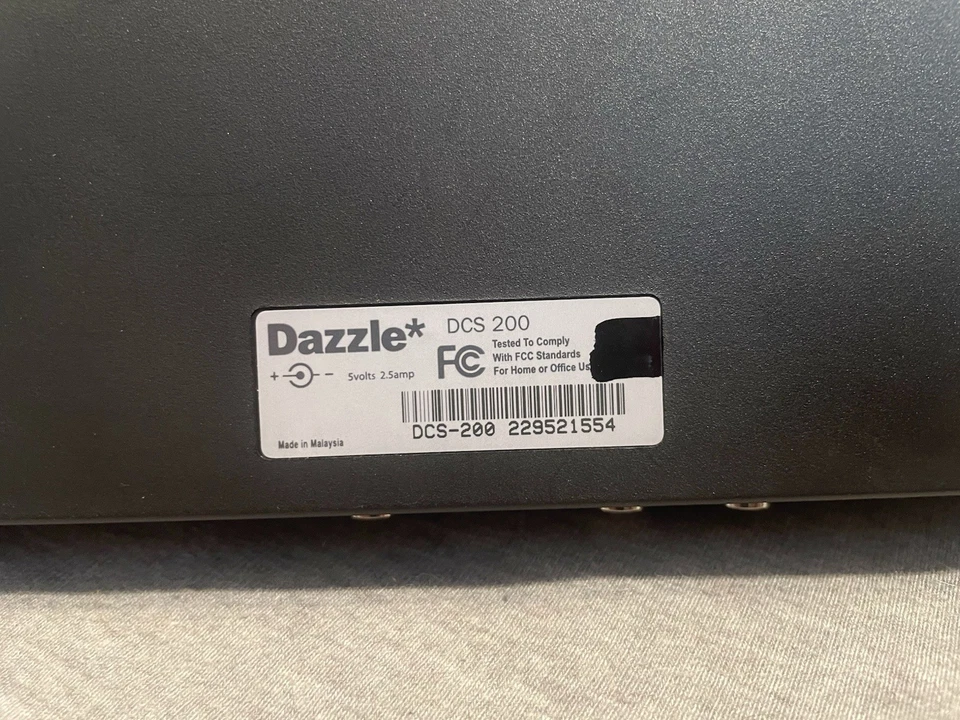 Dazzle* DCS 200
FC Tested To Comply
With FCC Standards
For Home or Office
+ - 5volts 2.5amp
DCS-200 229521554
Made in Malaysia